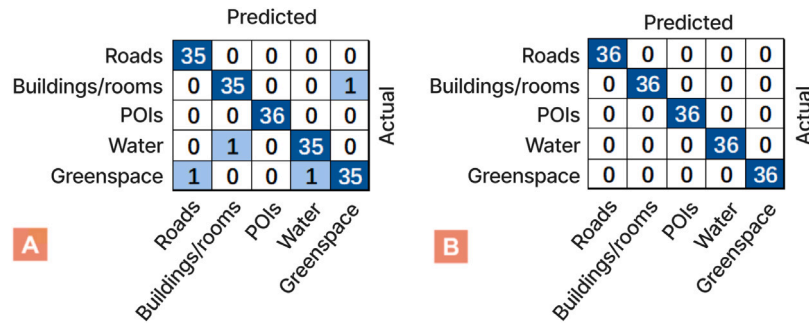 Predicted
Roads 35 0 0 0 0
Buildings/rooms 0 35 0 0 1
POIs 0 0 36 0 0
Water 0 1 0 35 0
Greenspace 1 0 0 1 35
Actual
Roads
Buildings/rooms
POIs
Water
Greenspace
A
Predicted
Roads 36 0 0 0 0
Buildings/rooms 0 36 0 0 0
POIs 0 0 36 0 0
Water 0 0 0 36 0
Greenspace 0 0 0 0 36
Actual
Roads
Buildings/rooms
POIs
Water
Greenspace
B